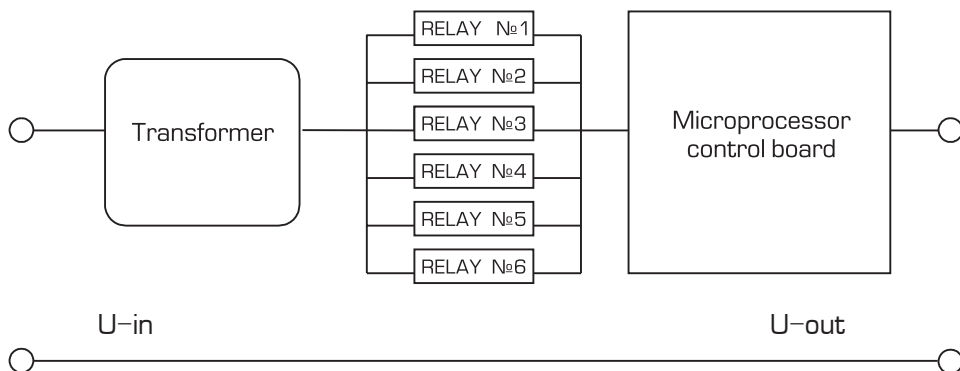 RELAY №1
RELAY №2
RELAY №3
RELAY №4
RELAY №5
RELAY №6
Transformer
Microprocessor
control board
U-in
U-out